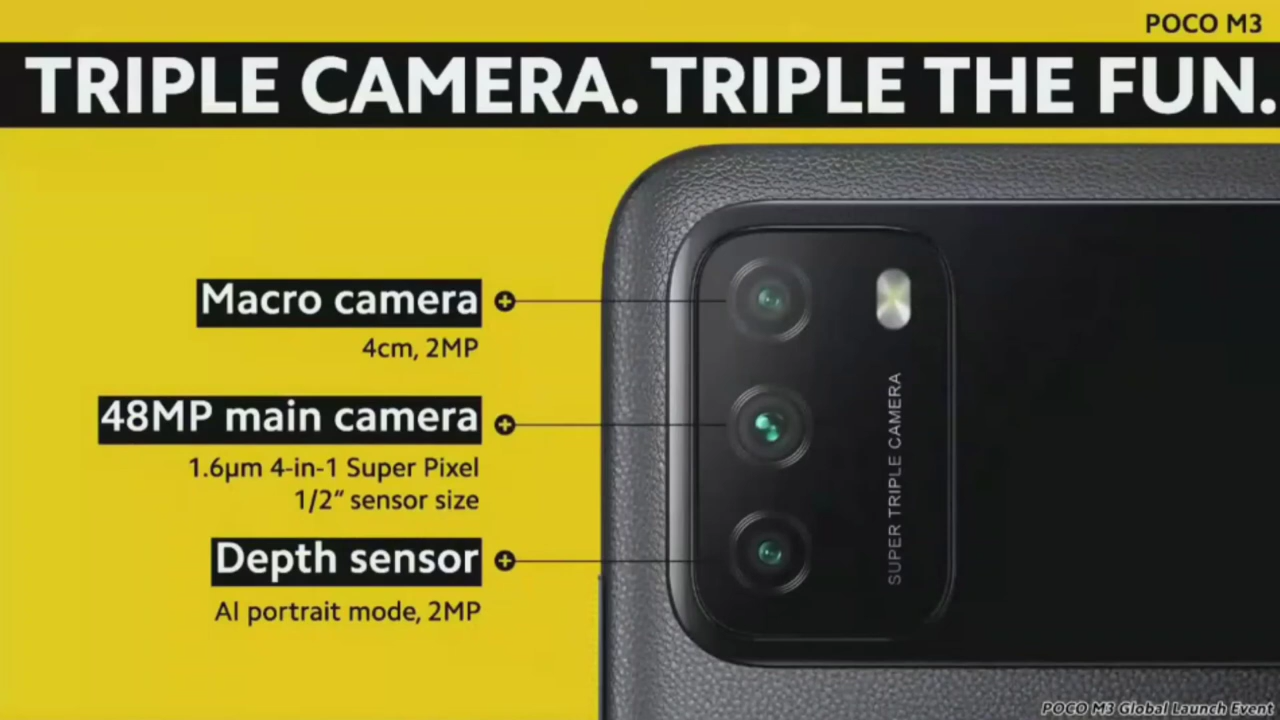 POCO M3
TRIPLE CAMERA. TRIPLE THE FUN.
Macro camera
4cm, 2MP
48MP main camera
1.6µm 4-in-1 Super Pixel
1/2” sensor size
Depth sensor
AI portrait mode, 2MP
SUPER TRIPLE CAMERA
POCO M3 Global Launch Event